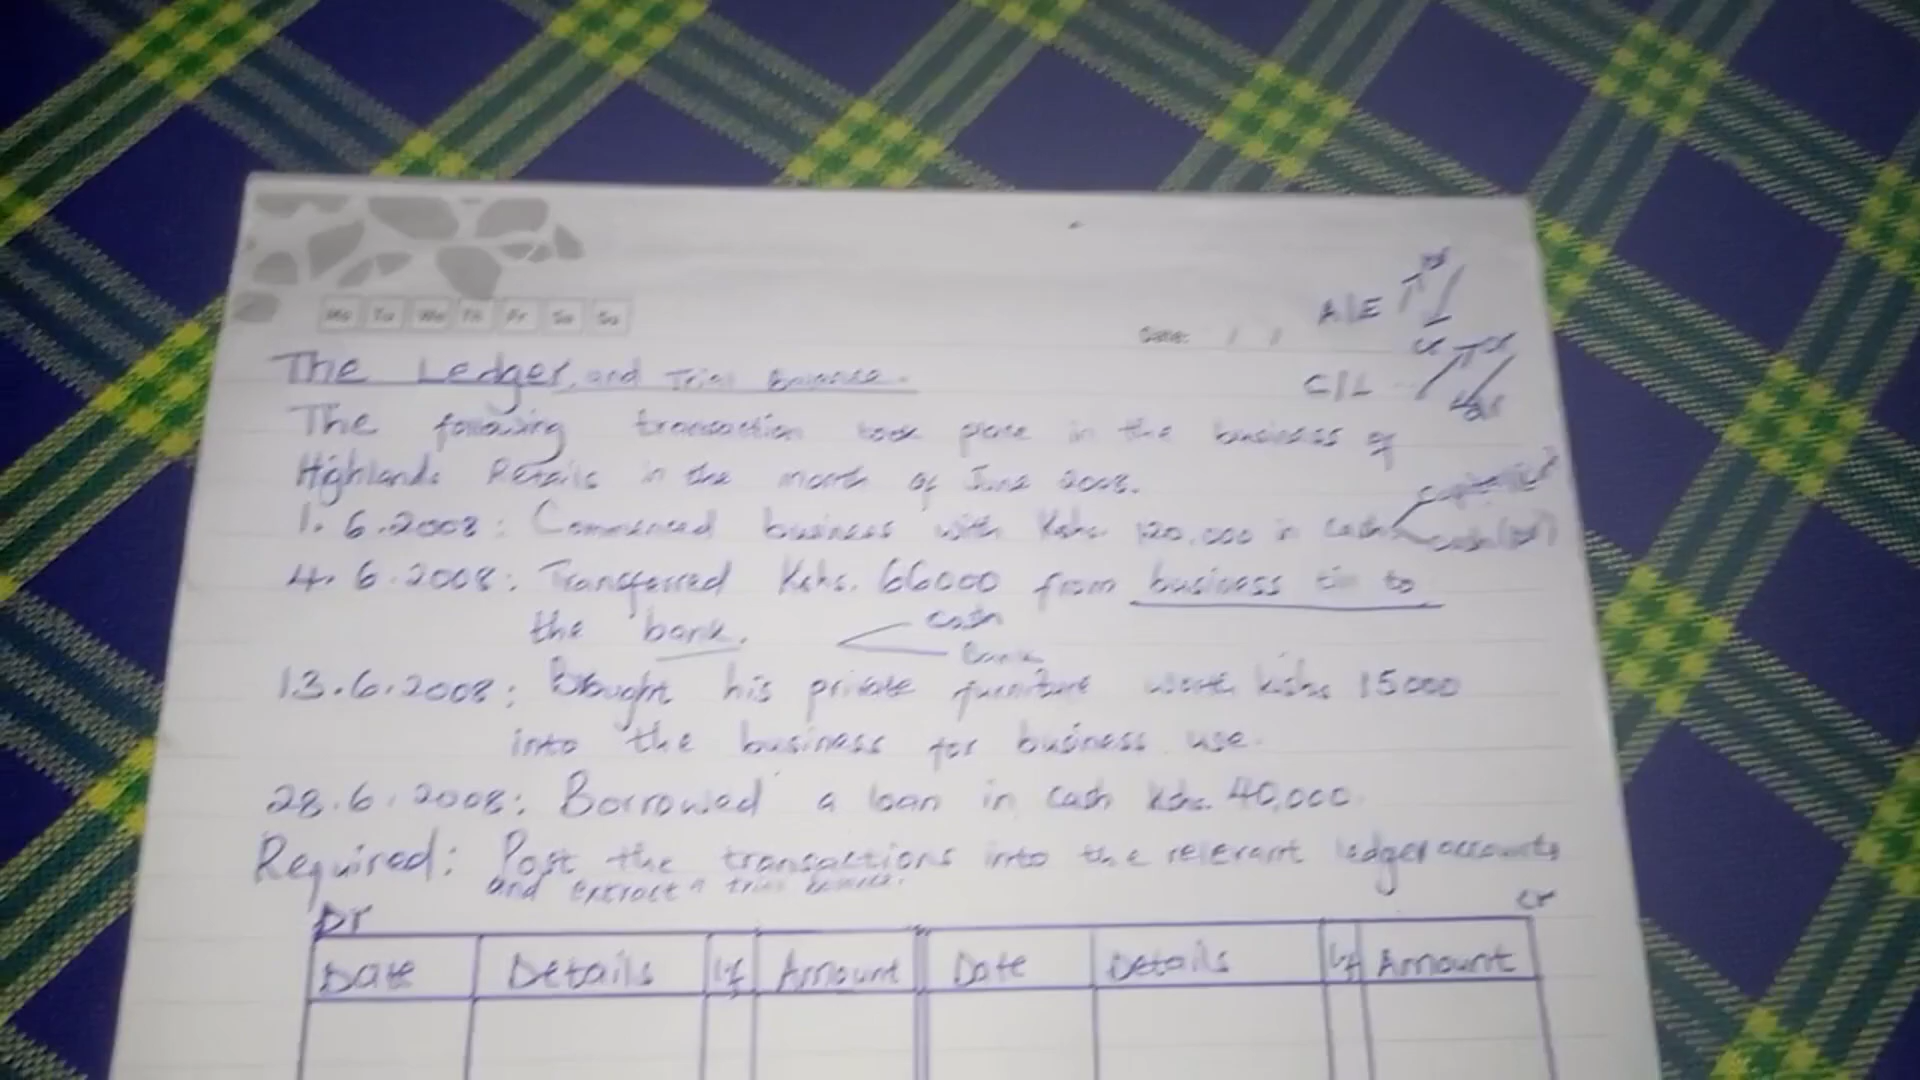 Mo Tu We Th Fr Sa Su
Date: / /
A/E
C/L
The Ledger, and Trial Balance.
The following transaction took place in the business of
Highlands Retails in the month of June 2008.
1.6.2008: Commenced business with Kshs. 120,000 in cash
cash (Dr)
4.6.2008: Transferred Kshs. 66000 from business to
the bank.
cash
Bank
13.6.2008: Brought his private furniture worth kshs 15000
into the business for business use.
28.6.2008: Borrowed a loan in cash Kshs. 40,000.
Required: Post the transactions into the relevant ledger accounts
and extract a trial balance.
Dr cr
Date Details Lf Amount Date Details Lf Amount